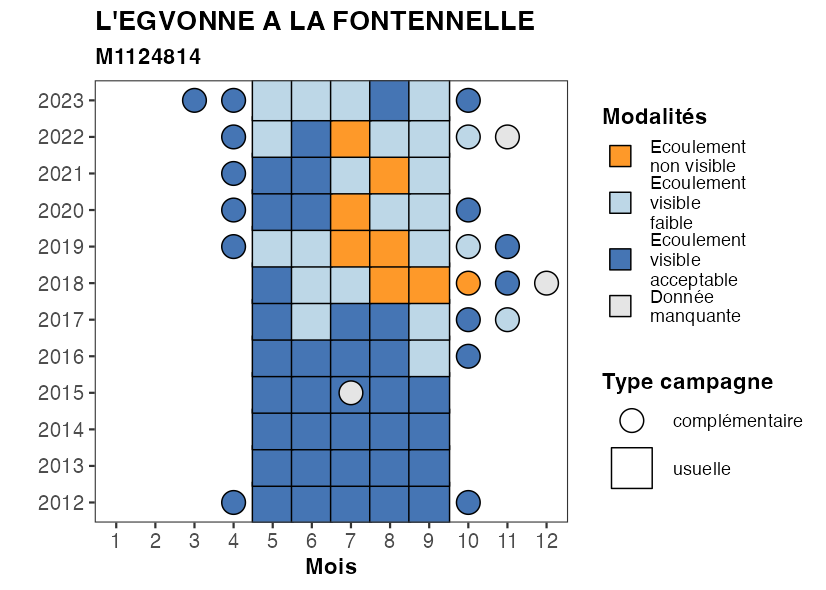 L'EGVONNE A LA FONTENNELLE
M1124814
2023
2022
2021
2020
2019
2018
2017
2016
2015
2014
2013
2012
1 2 3 4 5 6 7 8 9 10 11 12
Mois
Modalités
Ecoulement
non visible
Ecoulement
visible
faible
Ecoulement
visible
acceptable
Donnée
manquante
Type campagne
complémentaire
usuelle